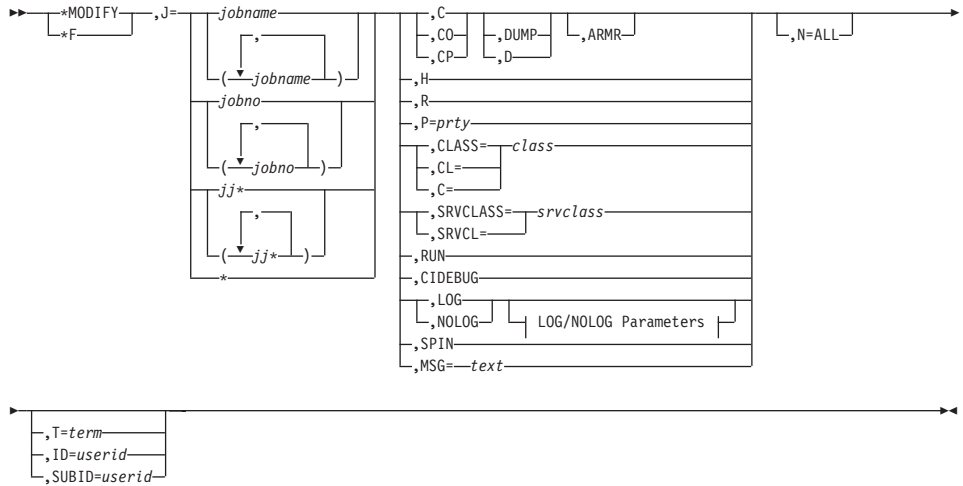 *MODIFY ,J= jobname ,C ,N=ALL
*F , ,CO ,DUMP ,ARMR
( jobname ) ,CP ,D
,H
jobno ,R
, ,P=prty
( jobno ) ,CLASS= class
,CL=
jj* ,C=
, ,SRVCLASS= srvclass
( jj* ) ,SRVCL=
* ,RUN
,CIDEBUG
,LOG
,NOLOG LOG/NOLOG Parameters
,SPIN
,MSG= text
,T=term
,ID=userid
,SUBID=userid